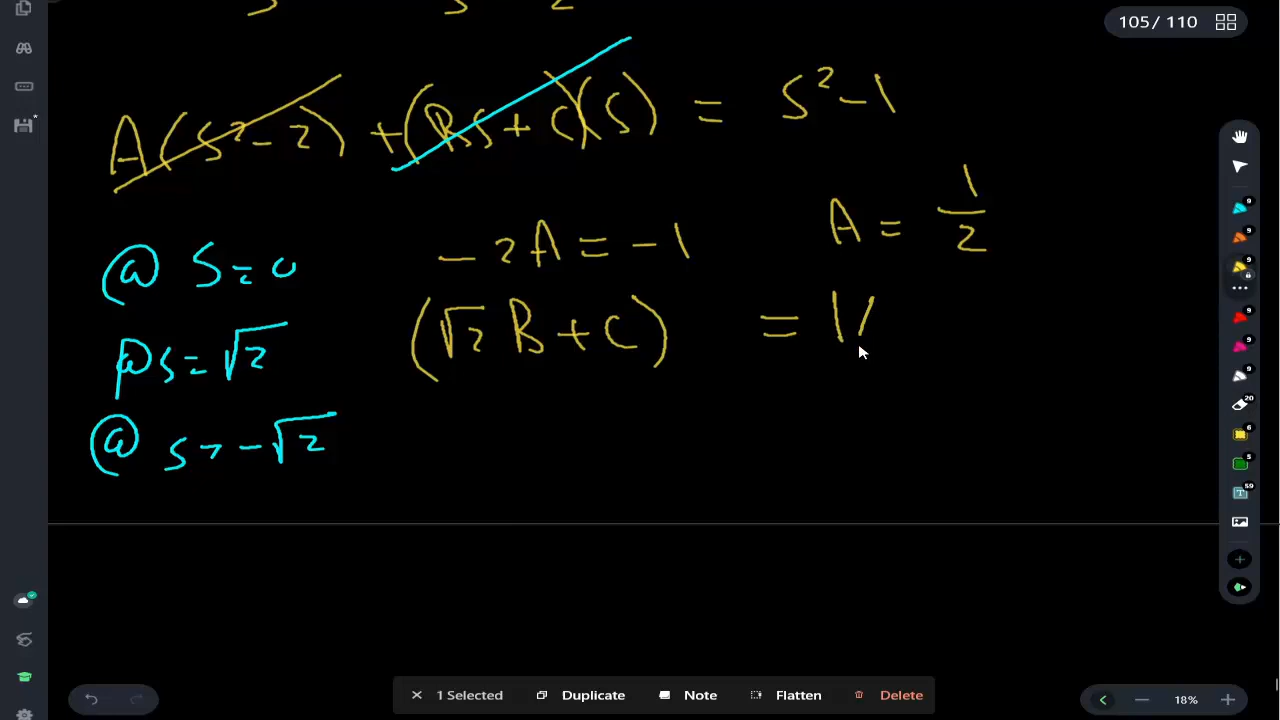 105/ 110
A(s² - 2) + (Bs + C)(s) = s² - 1
@ s = 0
- 2A = -1
A = 1/2
@ s = √2
(√2 B + C) = 1/
@ s = -√2
1 Selected Duplicate Note Flatten Delete
18%